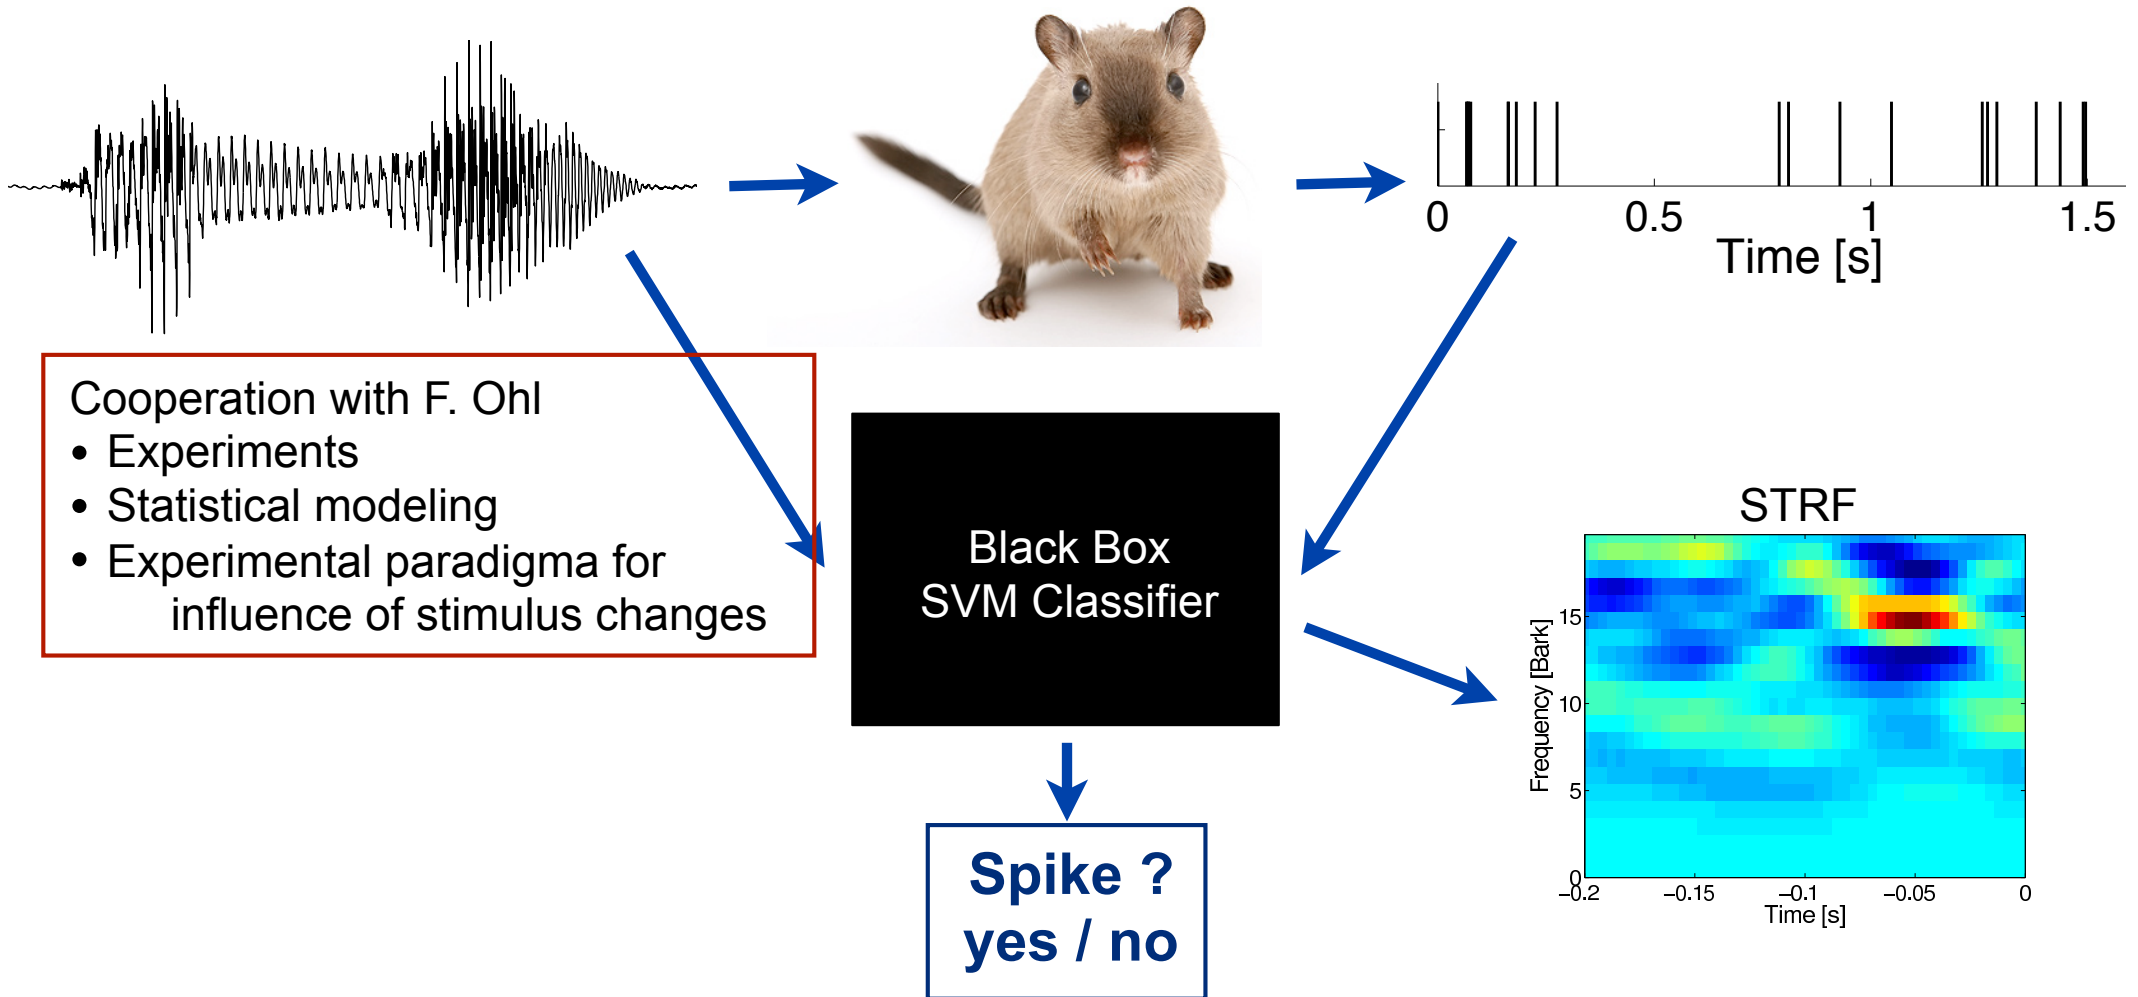 0 0.5 1 1.5
Time [s]
Cooperation with F. Ohl
• Experiments
• Statistical modeling
• Experimental paradigma for
influence of stimulus changes
Black Box
SVM Classifier
STRF
Frequency [Bark]
15
10
5
0
−0.2 −0.15 −0.1 −0.05 0
Time [s]
Spike ?
yes / no